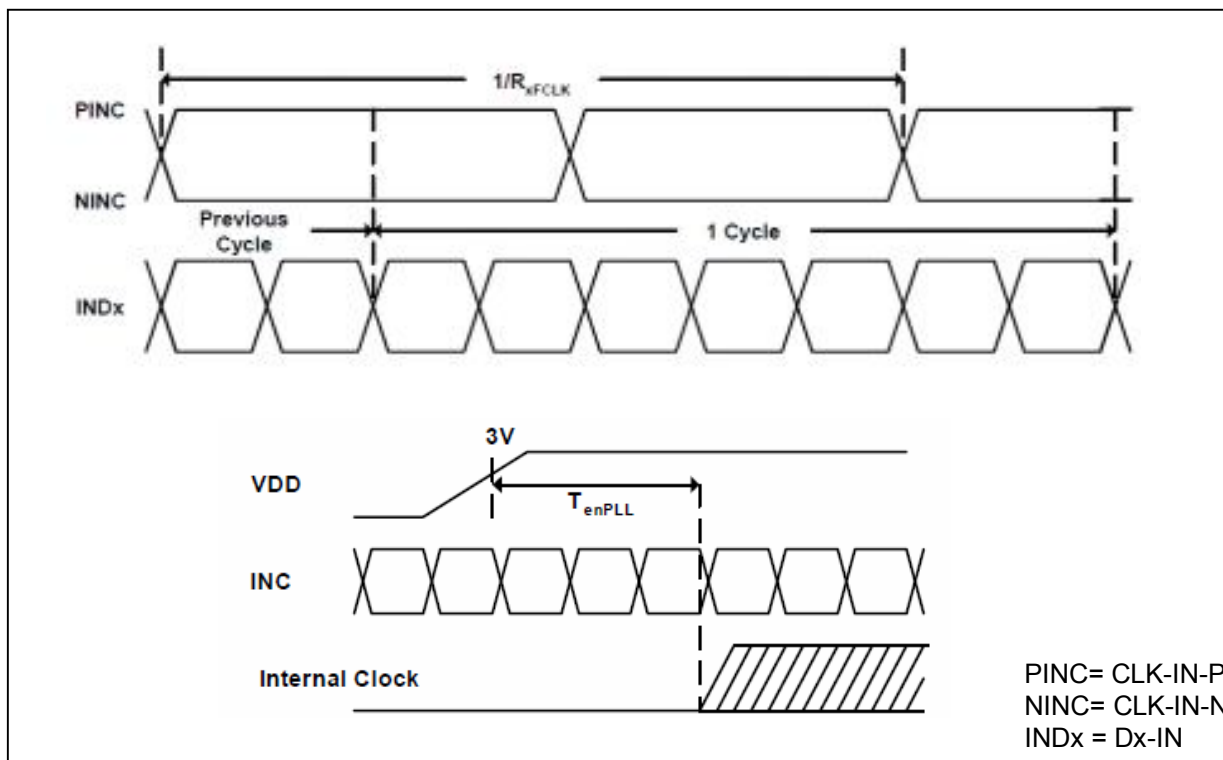 1/RxFCLK
PINC
NINC
Previous
Cycle
1 Cycle
INDx
3V
VDD
TenPLL
INC
Internal Clock
PINC= CLK-IN-P
NINC= CLK-IN-N
INDx = Dx-IN